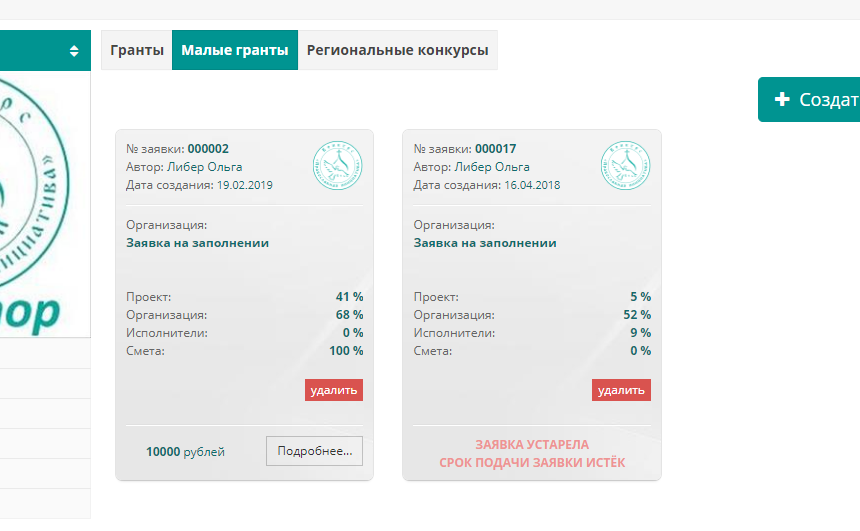 Гранты
Малые гранты
Региональные конкурсы
Создат
№ заявки: 000002
Автор: Либер Ольга
Дата создания: 19.02.2019
Организация:
Заявка на заполнении
Проект: 41 %
Организация: 68 %
Исполнители: 0 %
Смета: 100 %
удалить
10000 рублей
Подробнее...
№ заявки: 000017
Автор: Либер Ольга
Дата создания: 16.04.2018
Организация:
Заявка на заполнении
Проект: 5 %
Организация: 52 %
Исполнители: 9 %
Смета: 0 %
удалить
ЗАЯВКА УСТАРЕЛА
СРОК ПОДАЧИ ЗАЯВКИ ИСТЁК